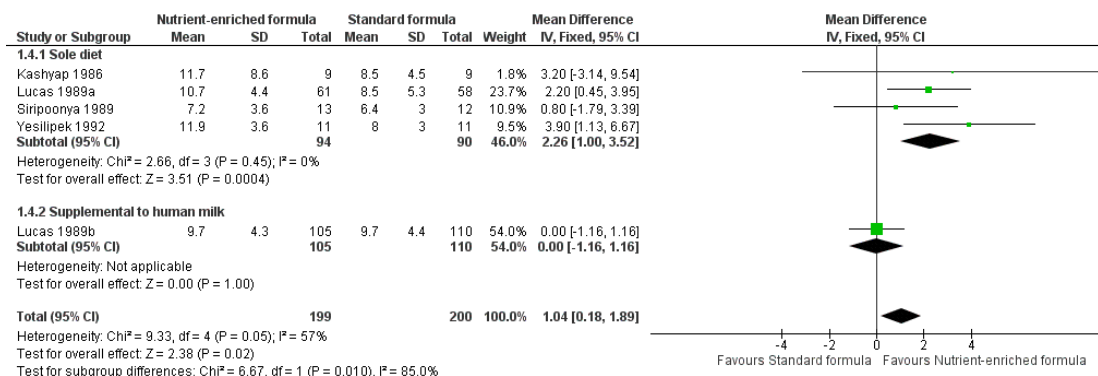 Nutrient-enriched formula Standard formula Mean Difference Mean Difference
Study or Subgroup Mean SD Total Mean SD Total Weight IV, Fixed, 95% CI IV, Fixed, 95% CI
1.4.1 Sole diet
Kashyap 1986 11.7 8.6 9 8.5 4.5 9 1.8% 3.20 [-3.14, 9.54]
Lucas 1989a 10.7 4.4 61 8.5 5.3 58 23.7% 2.20 [0.45, 3.95]
Siripoonya 1989 7.2 3.6 13 6.4 3 12 10.9% 0.80 [-1.79, 3.39]
Yesilipek 1992 11.9 3.6 11 8 3 11 9.5% 3.90 [1.13, 6.67]
Subtotal (95% CI) 94 90 46.0% 2.26 [1.00, 3.52]
Heterogeneity: Chi² = 2.66, df = 3 (P = 0.45); I² = 0%
Test for overall effect: Z = 3.51 (P = 0.0004)
1.4.2 Supplemental to human milk
Lucas 1989b 9.7 4.3 105 9.7 4.4 110 54.0% 0.00 [-1.16, 1.16]
Subtotal (95% CI) 105 110 54.0% 0.00 [-1.16, 1.16]
Heterogeneity: Not applicable
Test for overall effect: Z = 0.00 (P = 1.00)
Total (95% CI) 199 200 100.0% 1.04 [0.18, 1.89]
Heterogeneity: Chi² = 9.33, df = 4 (P = 0.05); I² = 57%
Test for overall effect: Z = 2.38 (P = 0.02)
Test for subgroup differences: Chi² = 6.67, df = 1 (P = 0.010), I² = 85.0%
-4 -2 0 2 4
Favours Standard formula Favours Nutrient-enriched formula